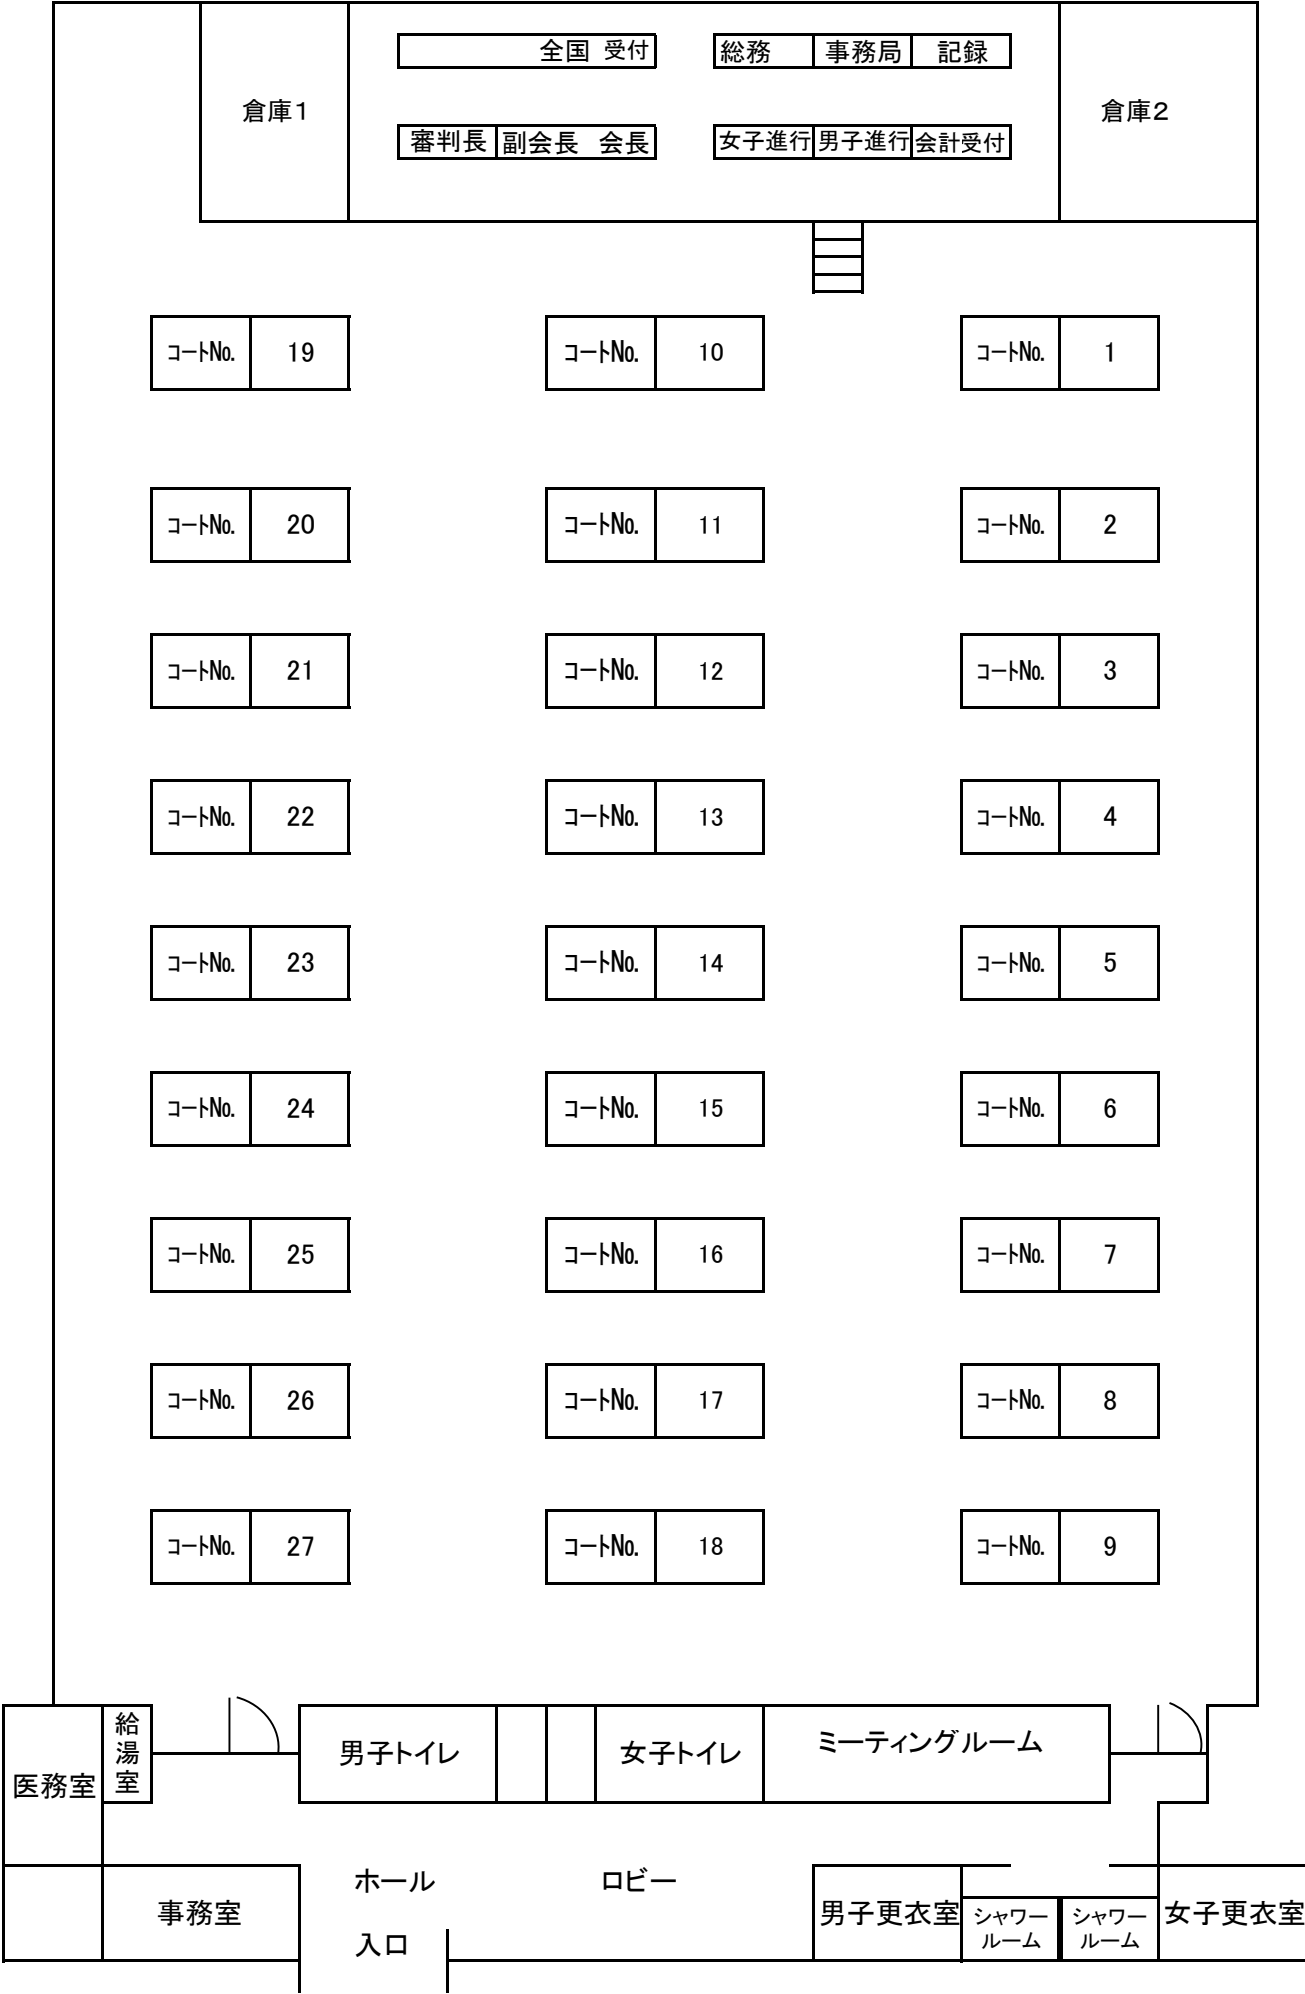 全国 受付 総務 事務局 記録
倉庫1 倉庫2
審判長 副会長 会長 女子進行 男子進行 会計受付
コートNo. 19 コートNo. 10 コートNo. 1
コートNo. 20 コートNo. 11 コートNo. 2
コートNo. 21 コートNo. 12 コートNo. 3
コートNo. 22 コートNo. 13 コートNo. 4
コートNo. 23 コートNo. 14 コートNo. 5
コートNo. 24 コートNo. 15 コートNo. 6
コートNo. 25 コートNo. 16 コートNo. 7
コートNo. 26 コートNo. 17 コートNo. 8
コートNo. 27 コートNo. 18 コートNo. 9
給湯室
男子トイレ 女子トイレ ミーティングルーム
医務室
ホール ロビー
事務室 男子更衣室 シャワールーム シャワールーム 女子更衣室
入口